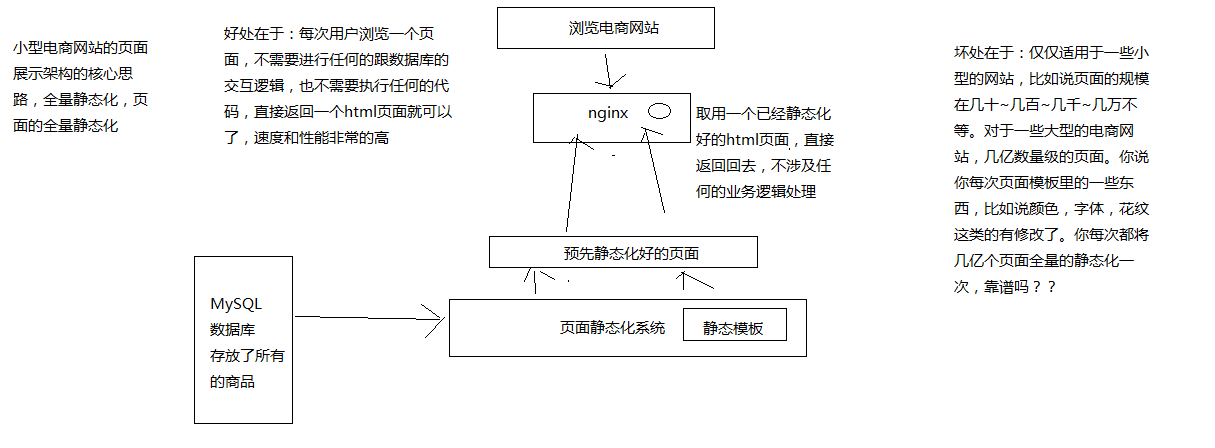 小型电商网站的页面
展示架构的核心思
路，全量静态化，页
面的全量静态化
好处在于：每次用户浏览一个页
面，不需要进行任何的跟数据库的
交互逻辑，也不需要执行任何的代
码，直接返回一个html页面就可以
了，速度和性能非常的高
浏览电商网站
nginx
取用一个已经静态化
好的html页面，直接
返回回去，不涉及任
何的业务逻辑处理
坏处在于：仅仅适用于一些小
型的网站，比如说页面的规模
在几十~几百~几千~几万不
等。对于一些大型的电商网
站，几亿数量级的页面。你说
你每次页面模板里的一些东
西，比如说颜色，字体，花纹
这类的有修改了。你每次都将
几亿个页面全量的静态化一
次，靠谱吗？？
预先静态化好的页面
MySQL
数据库
存放了所有
的商品
页面静态化系统
静态模板